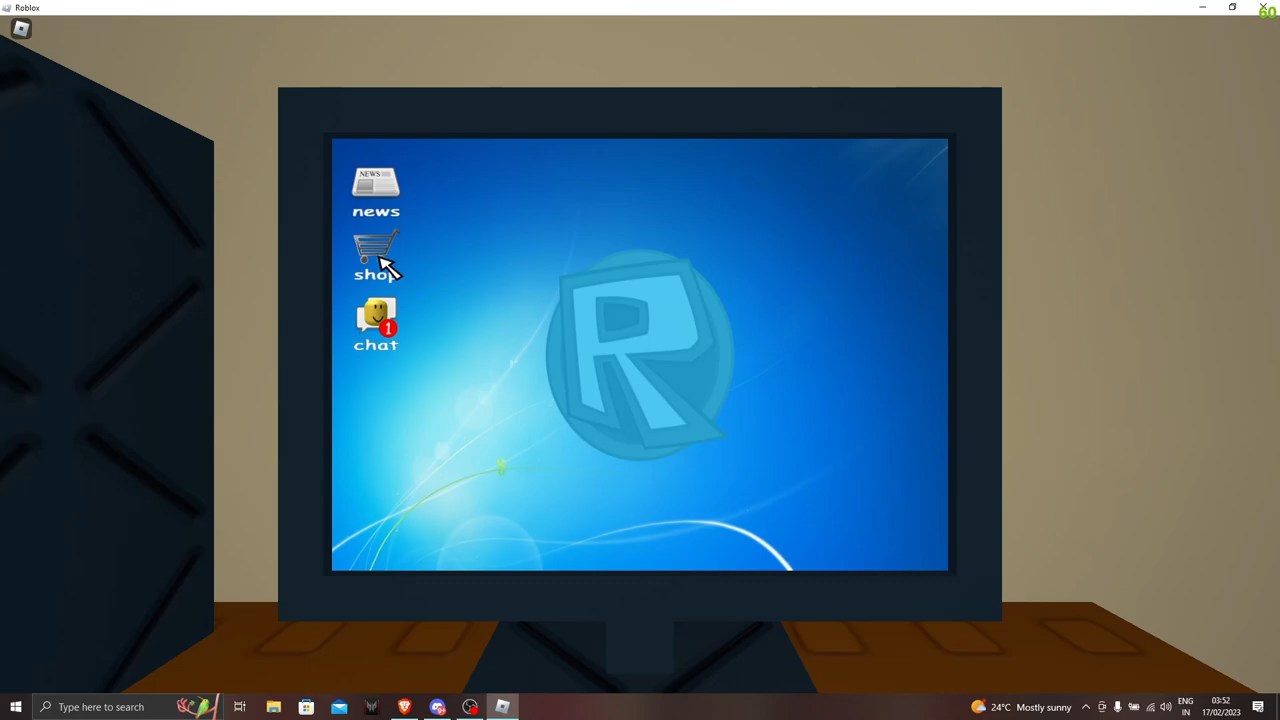 Roblox
60
NEWS
news
shop
1
chat
R
Type here to search
24°C Mostly sunny
ENG
IN
03:52
17/02/2023